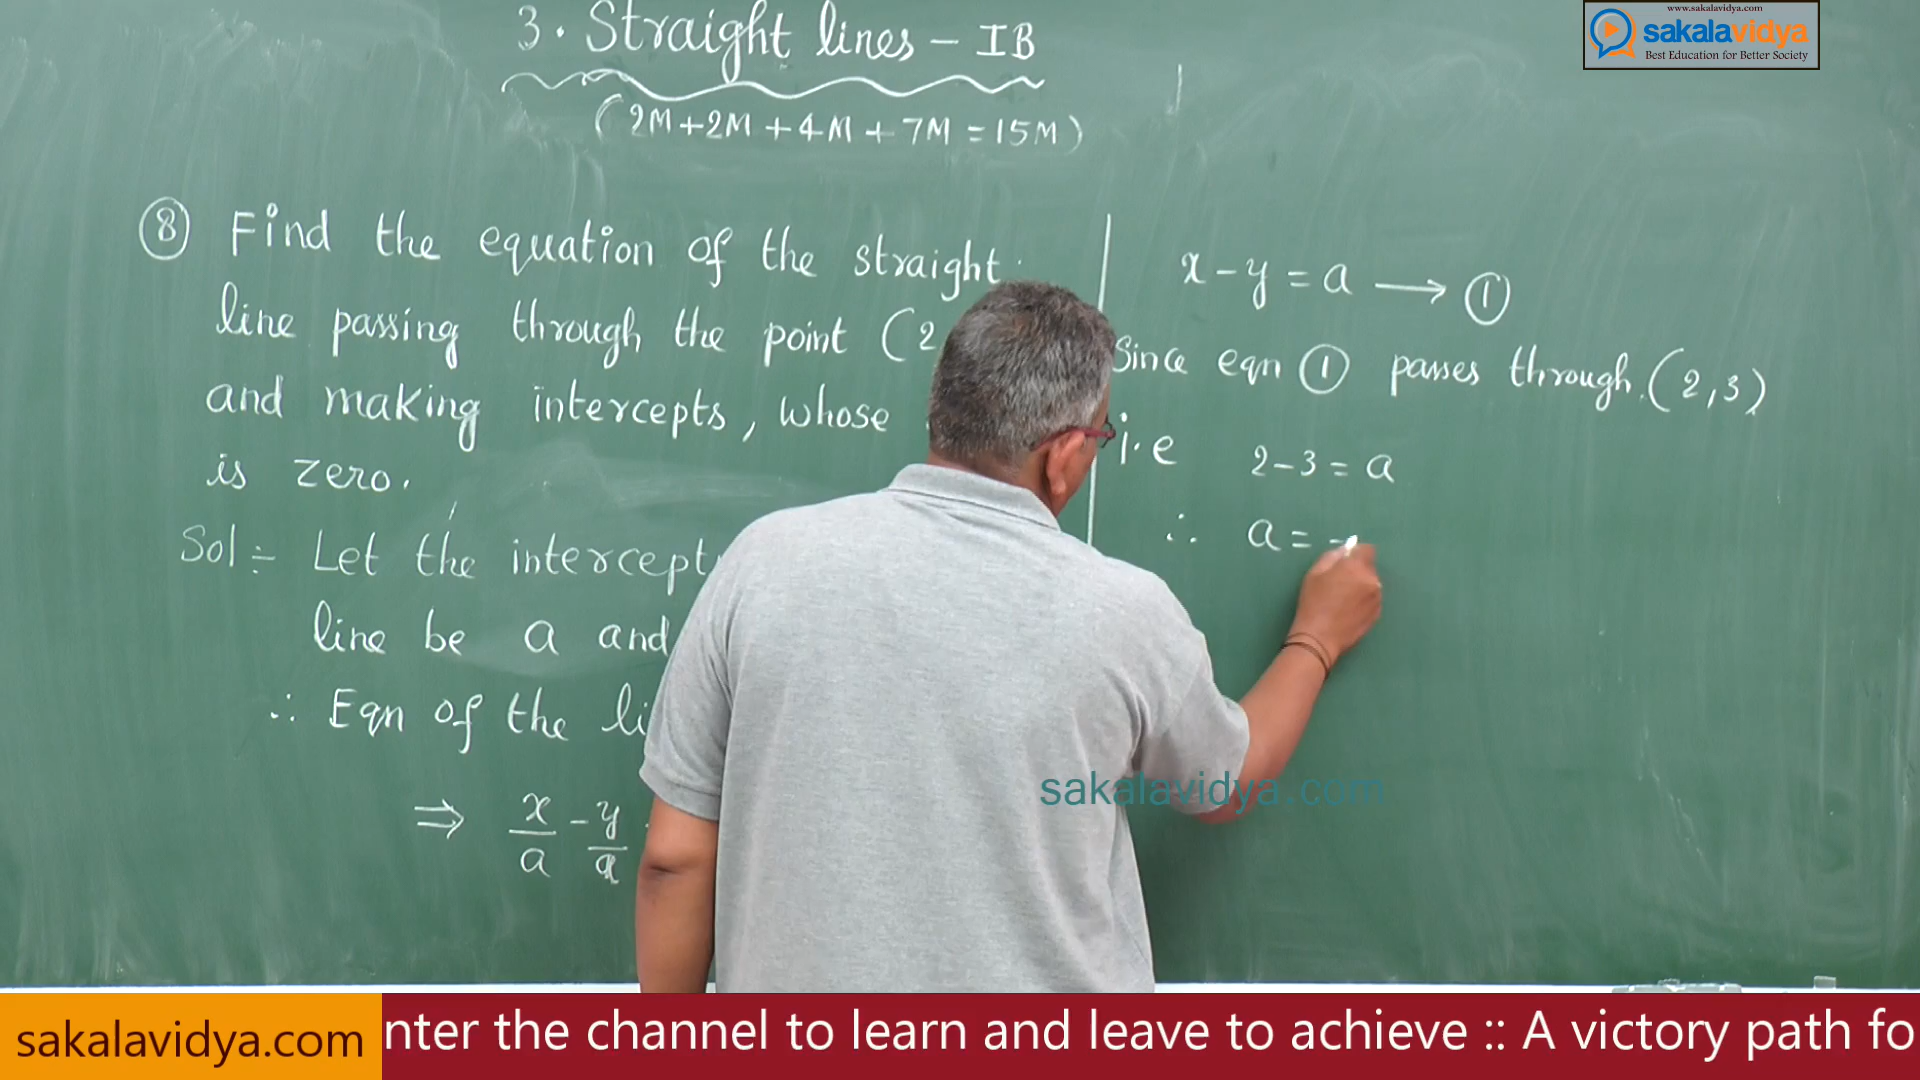 3. Straight lines – IB
(2M+2M+4M+7M=15M)
www.sakalavidya.com
sakalavidya
Best Education for Better Society
⑧ Find the equation of the straight
line passing through the point (2
and making intercepts, whose
is zero.
Sol:- Let the intercept
line be a and
∴ Eqn of the li
⇒ x/a - y/a
x - y = a → ①
Since eqn ① passes through (2,3)
i.e 2-3 = a
∴ a = -
sakalavidya.com
sakalavidya.com
nter the channel to learn and leave to achieve :: A victory path fo